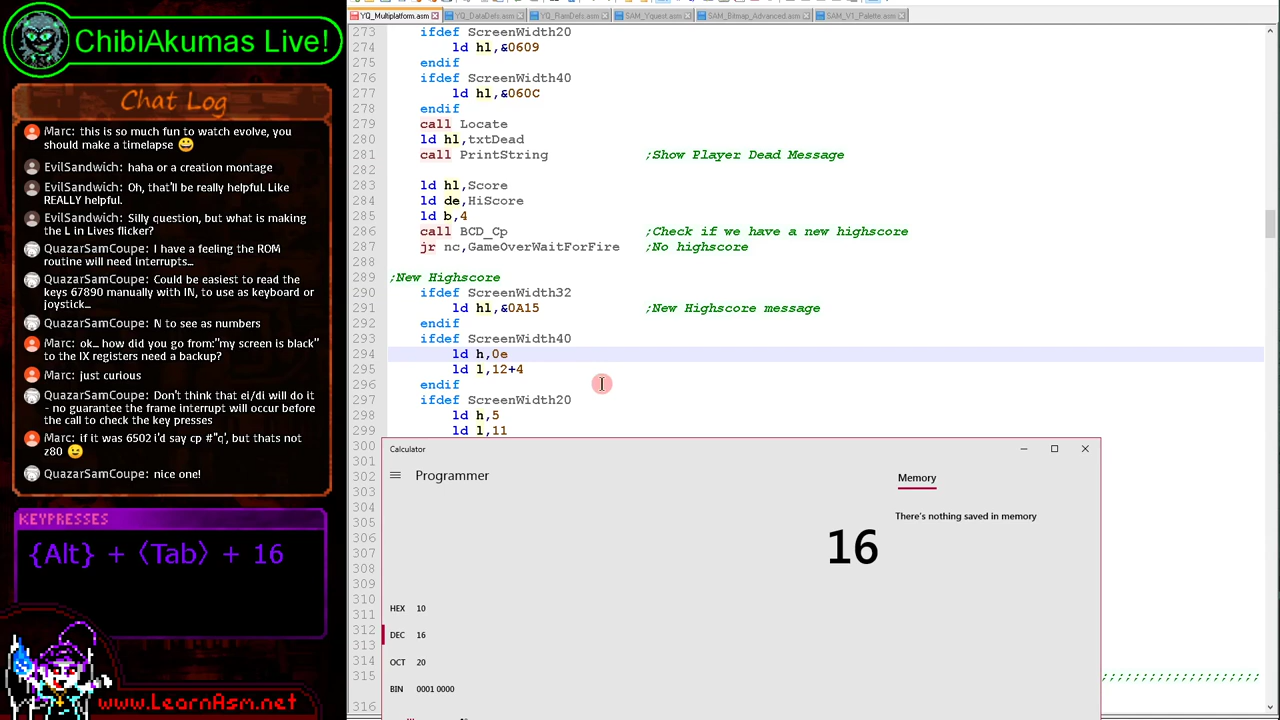 ChibiAkumas Live!
Chat Log
Marc: this is so much fun to watch evolve, you
should make a timelapse
EvilSandwich: haha or a creation montage
EvilSandwich: Oh, that'll be really helpful. Like
REALLY helpful.
EvilSandwich: Silly question, but what is making
the L in Lives flicker?
QuazarSamCoupe: I have a feeling the ROM
routine will need interrupts...
QuazarSamCoupe: Could be easiest to read the
keys 67890 manually with IN, to use as keyboard or
joystick...
QuazarSamCoupe: N to see as numbers
Marc: ok... how did you go from:"my screen is black"
to the IX registers need a backup?
Marc: just curious
QuazarSamCoupe: Don't think that ei/di will do it
- no guarantee the frame interrupt will occur before
the call to check the key presses
Marc: if it was 6502 i'd say cp #"q', but thats not
z80
QuazarSamCoupe: nice one!
KEYPRESSES
{Alt} + 〈Tab〉 + 16
www.LearnAsm.net
YQ_Multiplatform.asm YQ_DataDefs.asm YQ_RamDefs.asm SAM_Yquest.asm SAM_Bitmap_Advanced.asm SAM_V1_Palette.asm
273 ifdef ScreenWidth20
274 ld hl,&0609
275 endif
276 ifdef ScreenWidth40
277 ld hl,&060C
278 endif
279 call Locate
280 ld hl,txtDead
281 call PrintString ;Show Player Dead Message
282
283 ld hl,Score
284 ld de,HiScore
285 ld b,4
286 call BCD_Cp ;Check if we have a new highscore
287 jr nc,GameOverWaitForFire ;No highscore
288
289 ;New Highscore
290 ifdef ScreenWidth32
291 ld hl,&0A15 ;New Highscore message
292 endif
293 ifdef ScreenWidth40
294 ld h,0e
295 ld l,12+4
296 endif
297 ifdef ScreenWidth20
298 ld h,5
299 ld l,11
300
301
302
303
304
305
306
307
308
309
310
311
312
313
314
315 ;;;;;;;;;;;;;;;;;;;;
316
Calculator
Programmer
Memory
There's nothing saved in memory
16
HEX 10
DEC 16
OCT 20
BIN 0001 0000